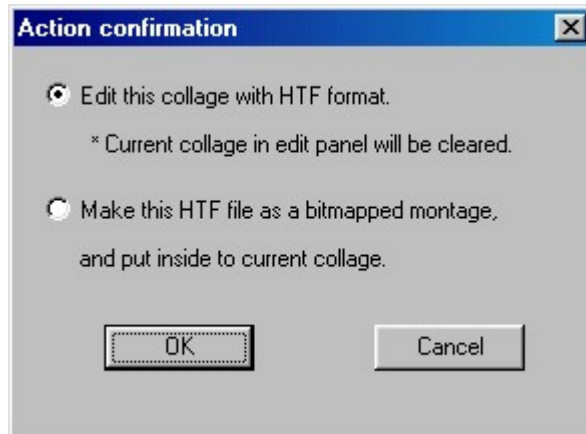 Action confirmation
Edit this collage with HTF format.
* Current collage in edit panel will be cleared.
Make this HTF file as a bitmapped montage,
and put inside to current collage.
OK
Cancel